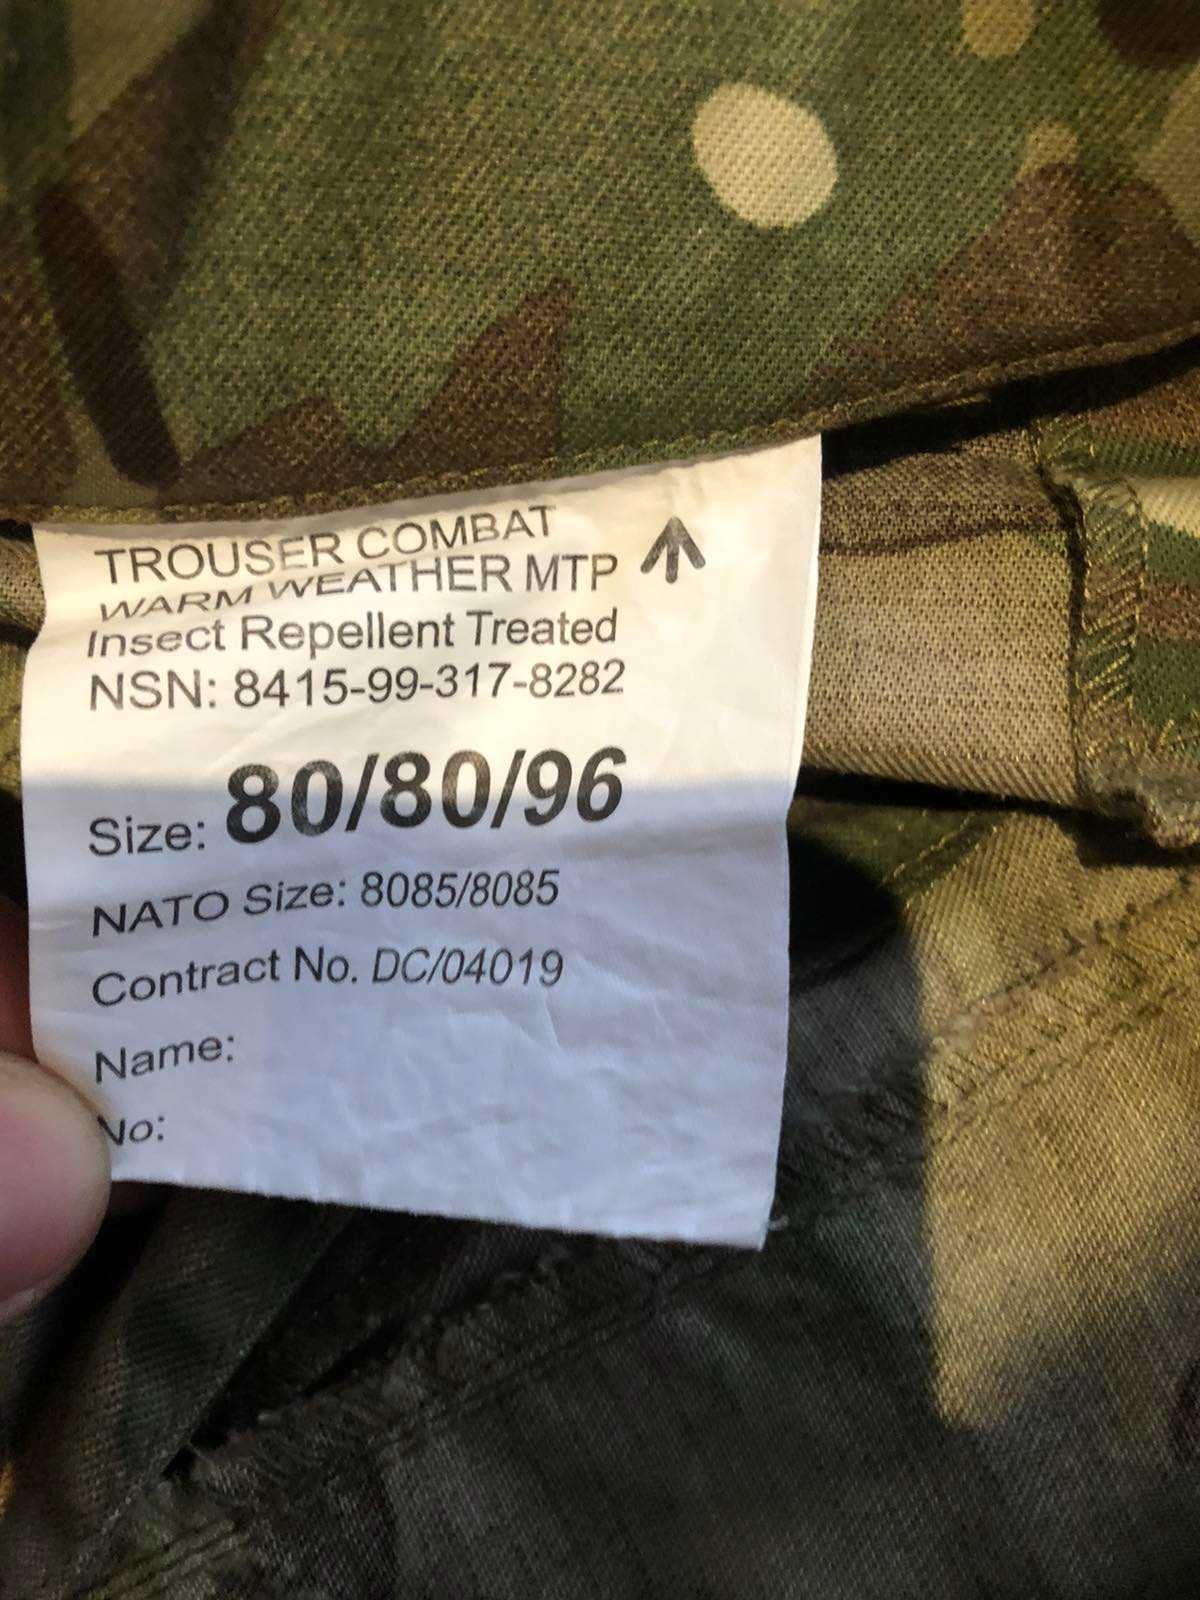 TROUSER COMBAT
WARM WEATHER MTP
Insect Repellent Treated
NSN: 8415-99-317-8282
Size: 80/80/96
NATO Size: 8085/8085
Contract No. DC/04019
Name:
No: